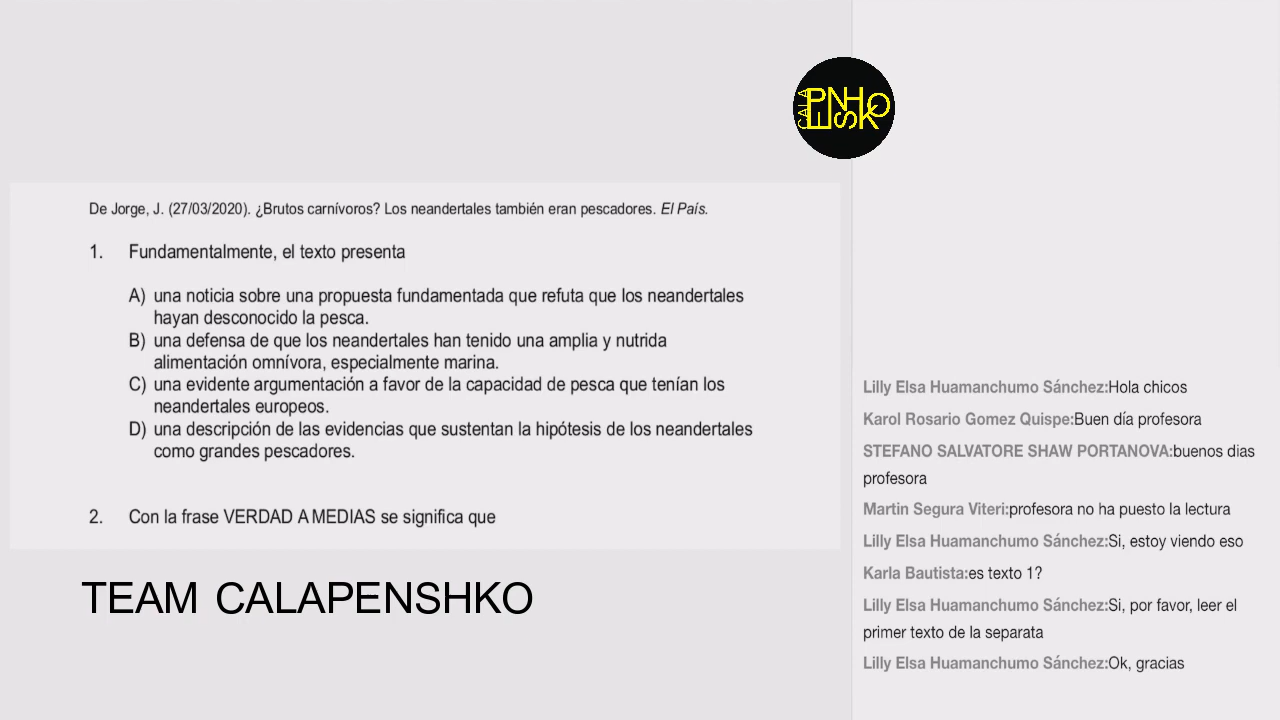 CALA
PENSHKO
De Jorge, J. (27/03/2020). ¿Brutos carnívoros? Los neandertales también eran pescadores. El País.
1. Fundamentalmente, el texto presenta
A) una noticia sobre una propuesta fundamentada que refuta que los neandertales
hayan desconocido la pesca.
B) una defensa de que los neandertales han tenido una amplia y nutrida
alimentación omnívora, especialmente marina.
C) una evidente argumentación a favor de la capacidad de pesca que tenían los
neandertales europeos.
D) una descripción de las evidencias que sustentan la hipótesis de los neandertales
como grandes pescadores.
2. Con la frase VERDAD A MEDIAS se significa que
TEAM CALAPENSHKO
Lilly Elsa Huamanchumo Sánchez:Hola chicos
Karol Rosario Gomez Quispe:Buen día profesora
STEFANO SALVATORE SHAW PORTANOVA:buenos dias
profesora
Martin Segura Viteri:profesora no ha puesto la lectura
Lilly Elsa Huamanchumo Sánchez:Si, estoy viendo eso
Karla Bautista:es texto 1?
Lilly Elsa Huamanchumo Sánchez:Si, por favor, leer el
primer texto de la separata
Lilly Elsa Huamanchumo Sánchez:Ok, gracias